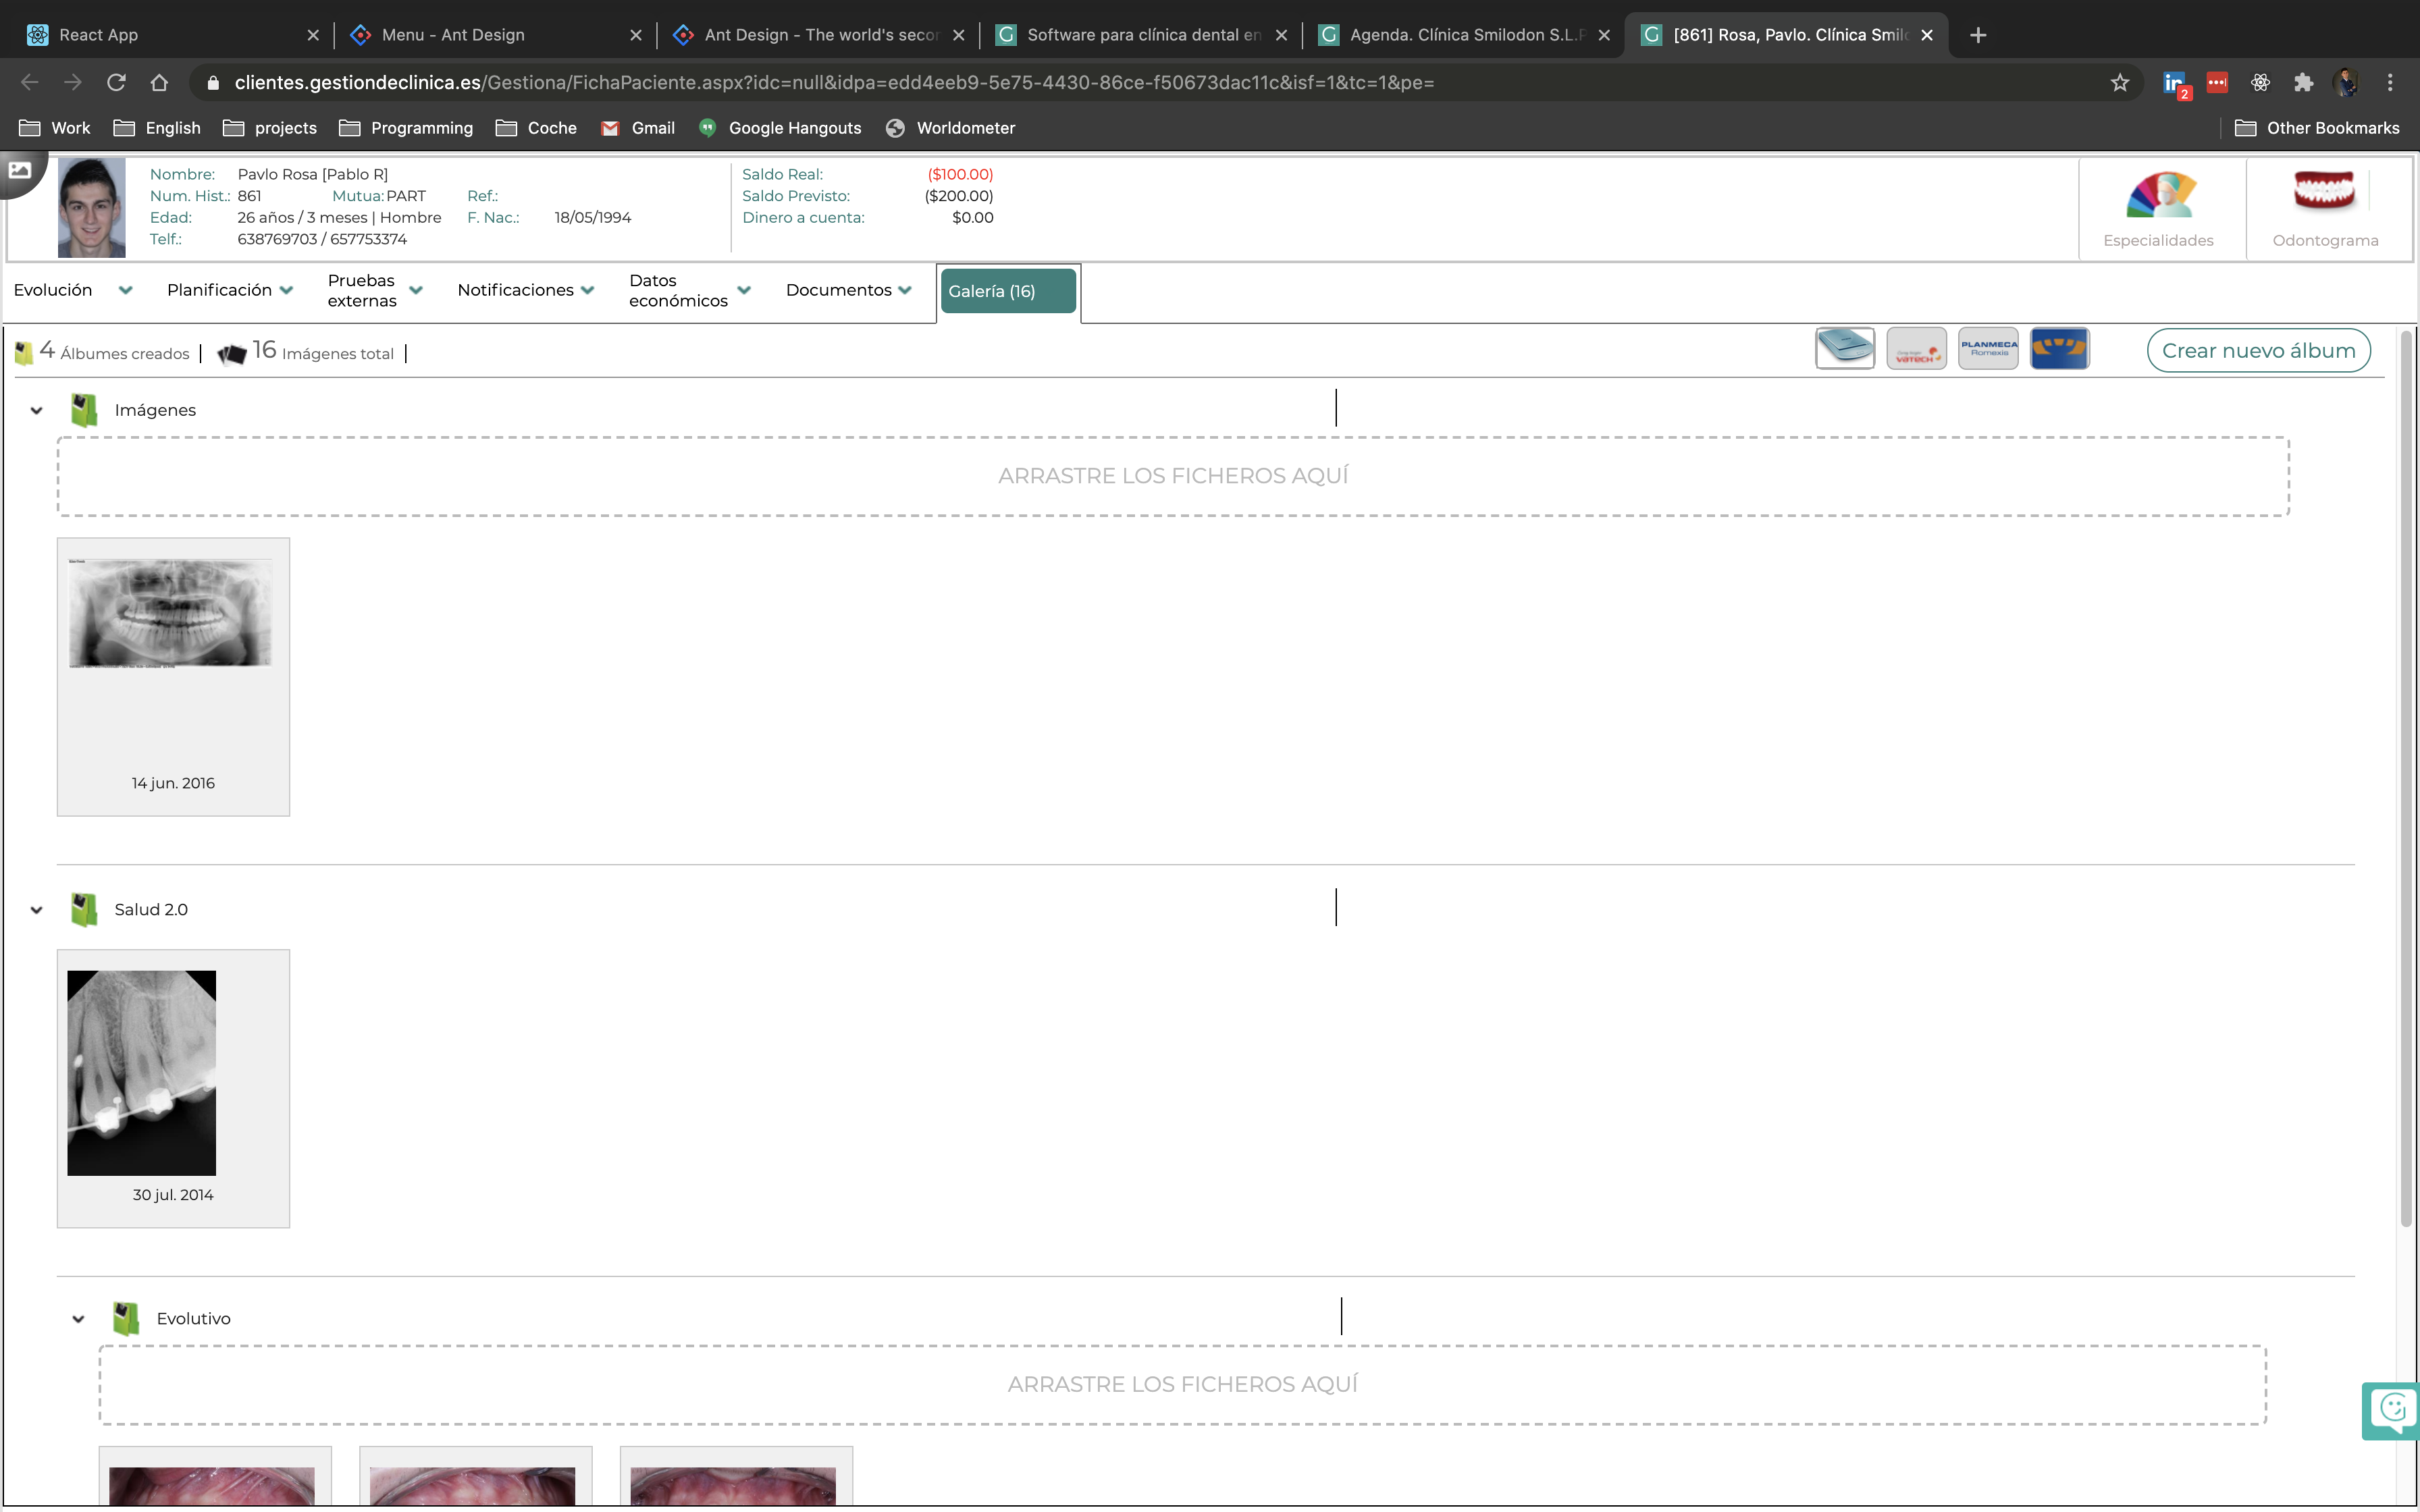 React App
Menu - Ant Design
Ant Design - The world's secor
Software para clínica dental en
Agenda. Clínica Smilodon S.L.P
[861] Rosa, Pavlo. Clínica Smilo
clientes.gestiondeclinica.es/Gestiona/FichaPaciente.aspx?idc=null&idpa=edd4eeb9-5e75-4430-86ce-f50673dac11c&isf=1&tc=1&pe=
2
Work
English
projects
Programming
Coche
Gmail
Google Hangouts
Worldometer
Other Bookmarks
Nombre: Pavlo Rosa [Pablo R]
Num. Hist.: 861 Mutua: PART Ref.:
Edad: 26 años / 3 meses | Hombre F. Nac.: 18/05/1994
Telf.: 638769703 / 657753374
Saldo Real: ($100.00)
Saldo Previsto: ($200.00)
Dinero a cuenta: $0.00
Especialidades
Odontograma
Evolución
Planificación
Pruebas
externas
Notificaciones
Datos
económicos
Documentos
Galería (16)
4 Álbumes creados
16 Imágenes total
VATECH
PLANMECA
Romexis
Crear nuevo álbum
Imágenes
ARRASTRE LOS FICHEROS AQUÍ
14 jun. 2016
Salud 2.0
30 jul. 2014
Evolutivo
ARRASTRE LOS FICHEROS AQUÍ